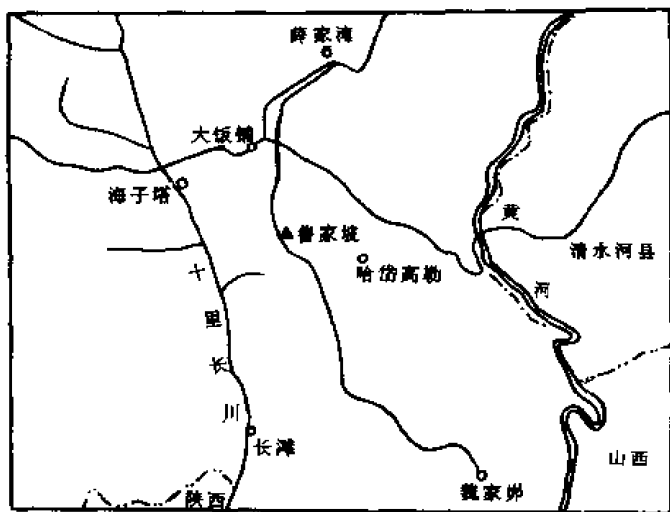 薛家湾
大饭铺
海子塔
黄
鲁家坡
清水河县
哈岱高勒
十
河
里
长
川
长滩
山西
魏家峁
陕西